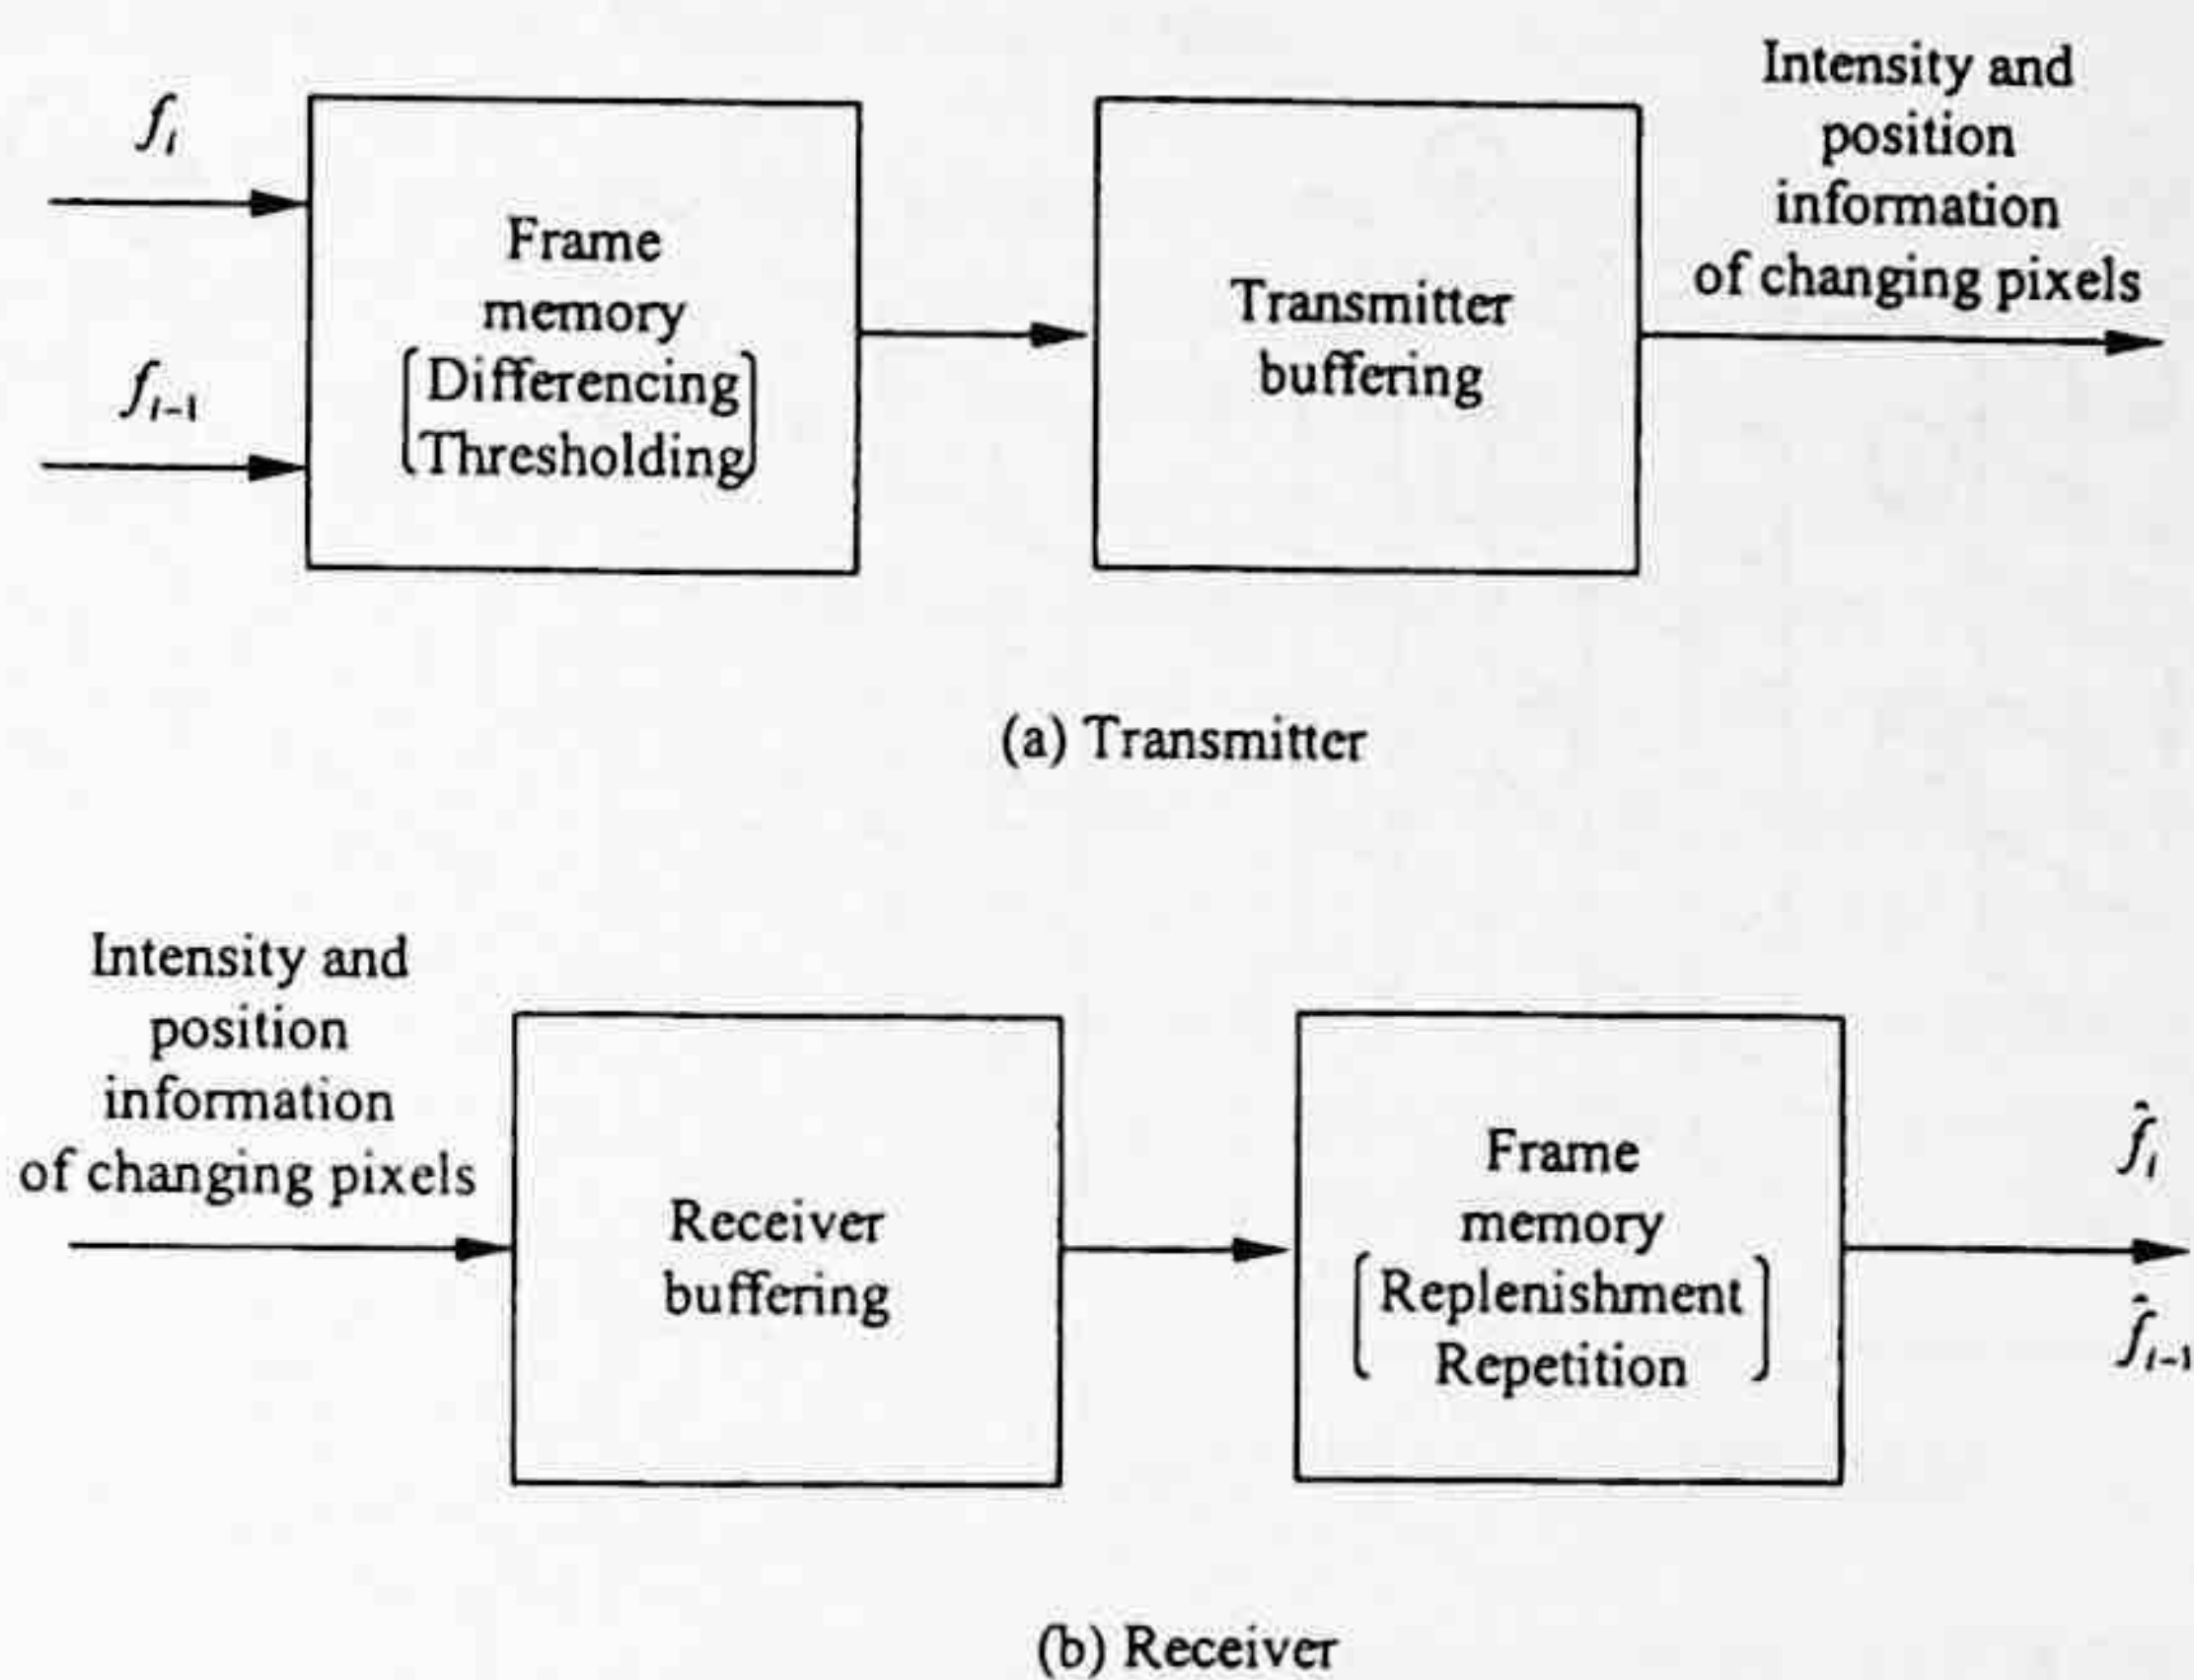 f_i
f_{i-1}
Frame
memory
Differencing
Thresholding
Transmitter
buffering
Intensity and
position
information
of changing pixels
(a) Transmitter
Intensity and
position
information
of changing pixels
Receiver
buffering
Frame
memory
Replenishment
Repetition
f̂_i
f̂_{i-1}
(b) Receiver